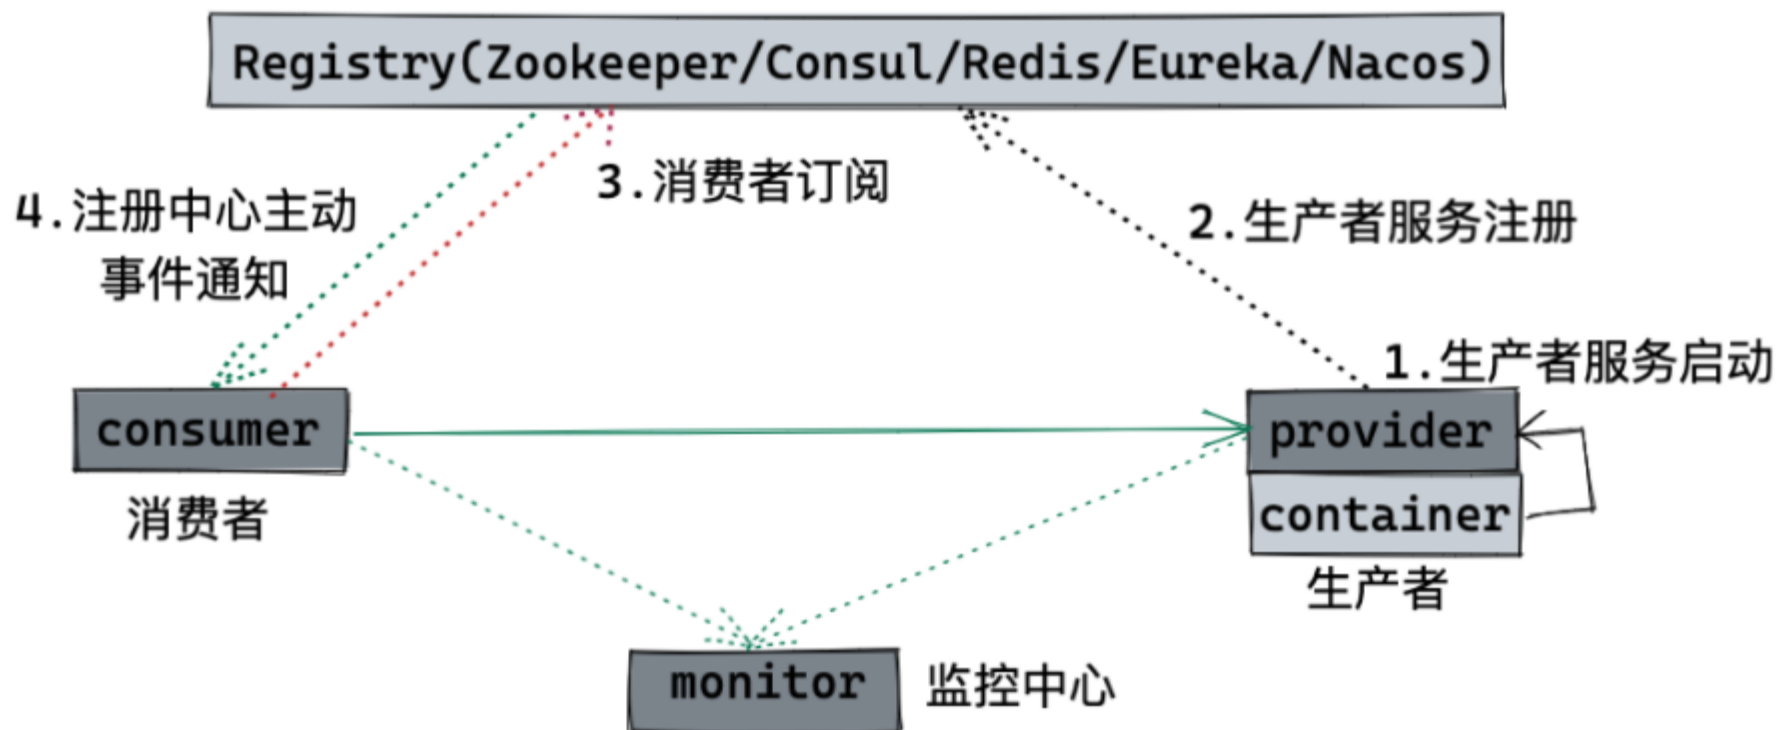 Registry(Zookeeper/Consul/Redis/Eureka/Nacos)
3.消费者订阅
4.注册中心主动
事件通知
2.生产者服务注册
1.生产者服务启动
consumer
provider
container
消费者
生产者
monitor
监控中心